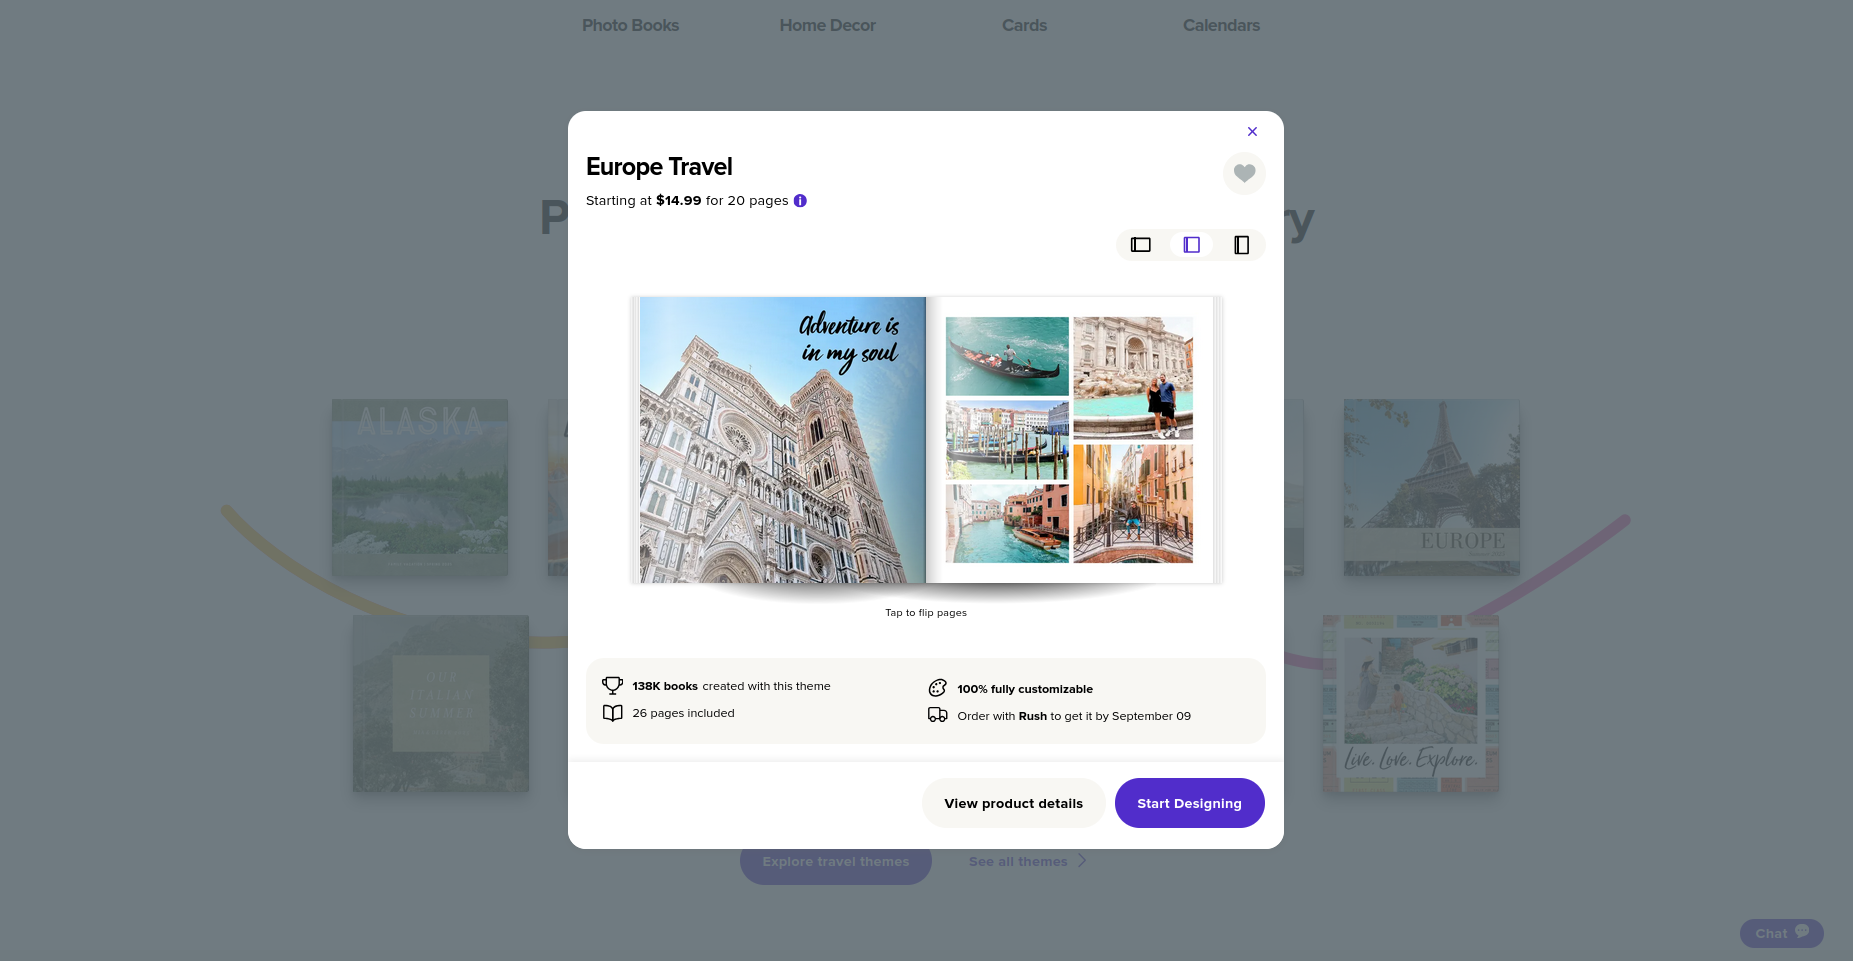 Photo Books
Home Decor
Cards
Calendars
Europe Travel
Starting at $14.99 for 20 pages
Adventure is
in my soul
Tap to flip pages
138K books created with this theme
26 pages included
100% fully customizable
Order with Rush to get it by September 09
View product details
Start Designing
ALASKA
EUROPE
OUR
ITALIAN
SUMMER
Live. Love. Explore.
Explore travel themes
See all themes
Chat